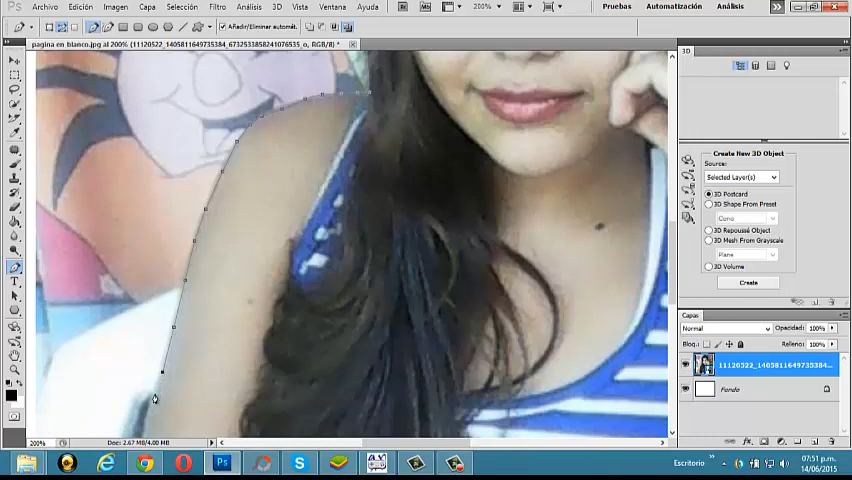 Ps
Archivo Edición Imagen Capa Selección Filtro Análisis 3D Vista Ventana Ayuda
200%
Pruebas Automatización Análisis
Añadir/Eliminar automát.
pagina en blanco.jpg al 200% (11120522_1405811649735384_6732533858241076535_o, RGB/8) *
3D
Create New 3D Object
Source:
Selected Layer(s)
3D Postcard
3D Shape From Preset
Cono
3D Repoussé Object
3D Mesh From Grayscale
Plane
3D Volume
Create
Capas
Normal
Opacidad: 100%
Bloq.:
Relleno: 100%
11120522_1405811649735384...
Fondo
200%
Doc: 2.67 MB/4.00 MB
Escritorio
07:51 p.m.
14/06/2015